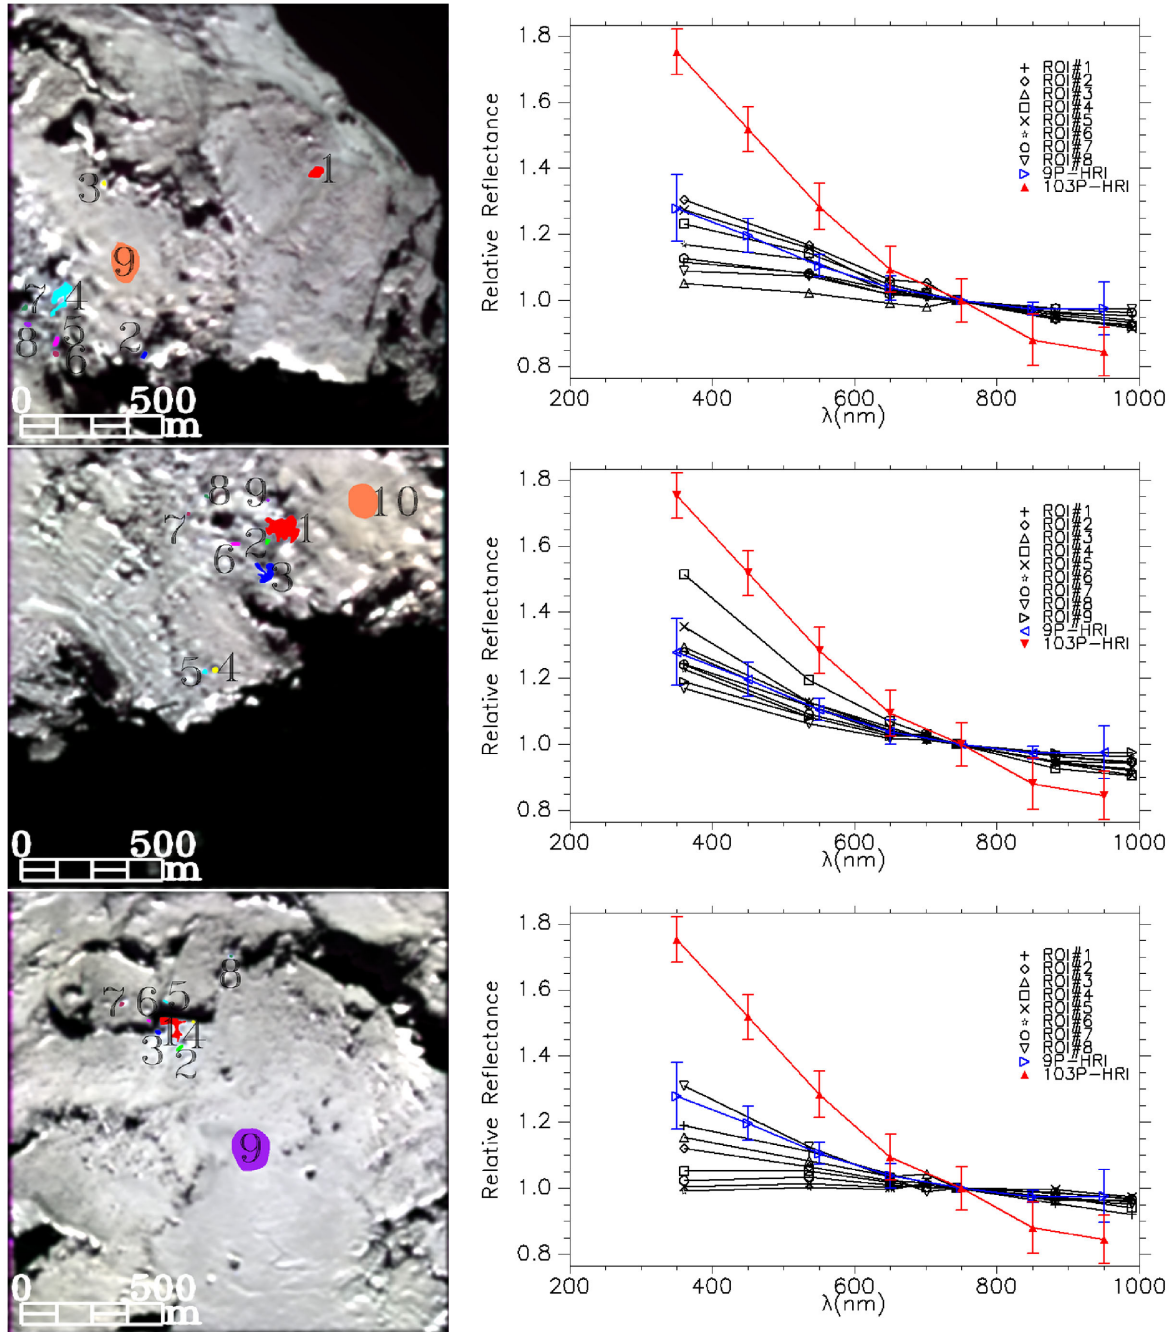 1
3
9
7
4
8
5
2
6
0
500
m
1.8
1.6
1.4
1.2
1.0
0.8
Relative Reflectance
200
400
600
800
1000
λ(nm)
ROI#1
ROI#2
ROI#3
ROI#4
ROI#5
ROI#6
ROI#7
ROI#8
9P-HRI
103P-HRI
8
9
10
7
2
1
6
3
5
4
0
500
m
1.8
1.6
1.4
1.2
1.0
0.8
Relative Reflectance
200
400
600
800
1000
λ(nm)
ROI#1
ROI#2
ROI#3
ROI#4
ROI#5
ROI#6
ROI#7
ROI#8
ROI#9
9P-HRI
103P-HRI
8
7
6
5
1
4
3
2
9
0
500
m
1.8
1.6
1.4
1.2
1.0
0.8
Relative Reflectance
200
400
600
800
1000
λ(nm)
ROI#1
ROI#2
ROI#3
ROI#4
ROI#5
ROI#6
ROI#7
ROI#8
9P-HRI
103P-HRI